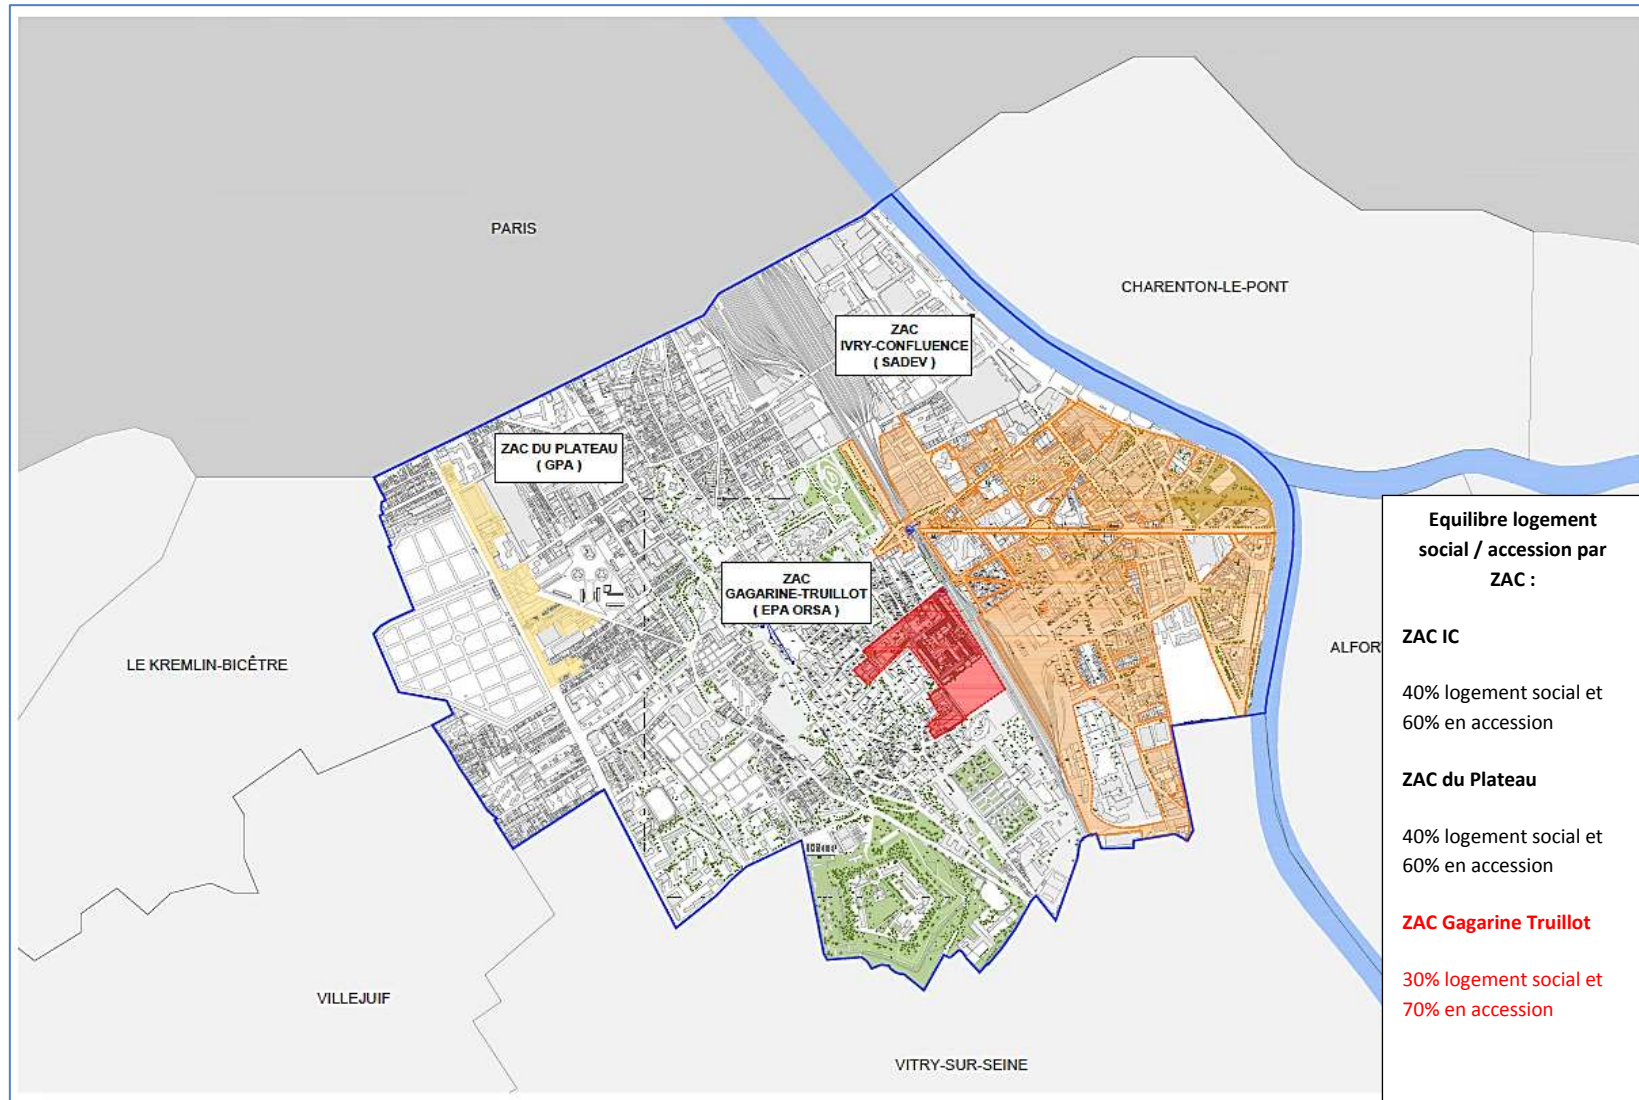 PARIS
CHARENTON-LE-PONT
ZAC
IVRY-CONFLUENCE
( SADEV )
ZAC DU PLATEAU
( GPA )
ZAC
GAGARINE-TRUILLOT
( EPA ORSA )
LE KREMLIN-BICÊTRE
ALFOR
VILLEJUIF
VITRY-SUR-SEINE
Equilibre logement
social / accession par
ZAC :
ZAC IC
40% logement social et
60% en accession
ZAC du Plateau
40% logement social et
60% en accession
ZAC Gagarine Truillot
30% logement social et
70% en accession